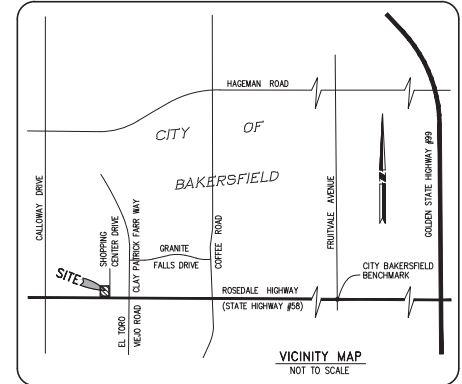 HAGEMAN ROAD
CITY OF
BAKERSFIELD
CALLOWAY DRIVE
SHOPPING
CENTER DRIVE
CLAY PATRICK FARR WAY
GRANITE
FALLS DRIVE
COFFEE ROAD
FRUITVALE AVENUE
N
GOLDEN STATE HIGHWAY #99
SITE
CITY BAKERSFIELD
BENCHMARK
ROSEDALE HIGHWAY
(STATE HIGHWAY #58)
EL TORO
VIEJO ROAD
VICINITY MAP
NOT TO SCALE